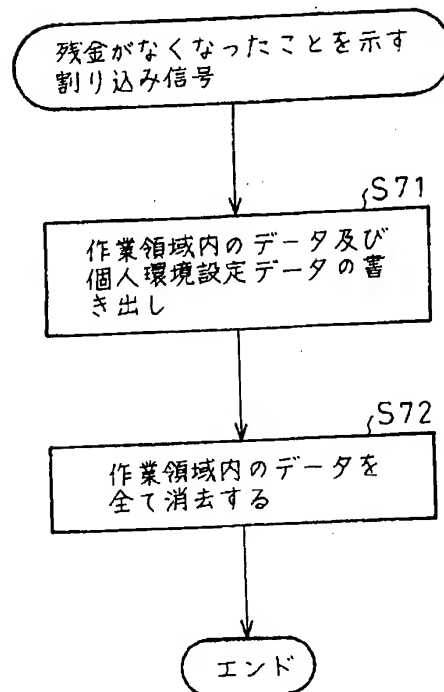 残金がなくなったことを示す
割り込み信号
S71
作業領域内のデータ及び
個人環境設定データの書
き出し
S72
作業領域内のデータを
全て消去する
エンド